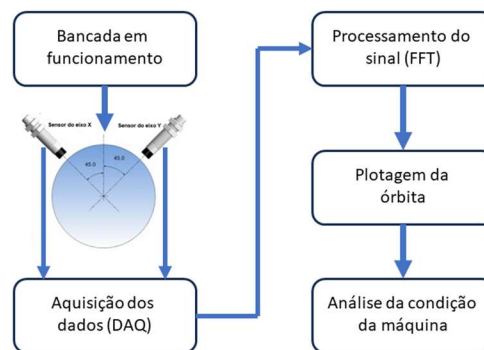 Bancada em
funcionamento
Sensor do eixo X
Sensor do eixo Y
45.0
45.0
Aquisição dos
dados (DAQ)
Processamento do
sinal (FFT)
Plotagem da
órbita
Análise da condição
da máquina